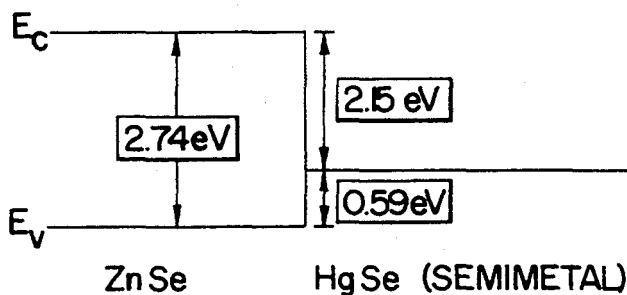 E_C
2.15 eV
2.74eV
0.59eV
E_V
ZnSe HgSe (SEMIMETAL)